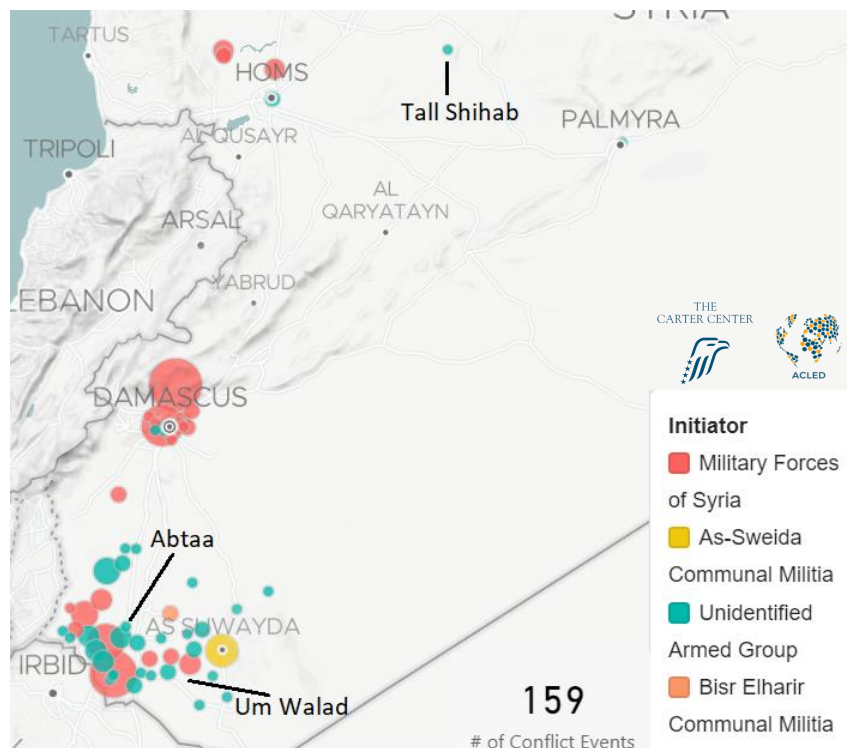 SYRIA
TARTUS
HOMS
Tall Shihab
PALMYRA
AL QUSAYR
TRIPOLI
AL
QARYATAYN
ARSAL
YABRUD
LEBANON
THE
CARTER CENTER
ACLED
DAMASCUS
Initiator
Military Forces
of Syria
As-Sweida
Communal Militia
Unidentified
Armed Group
Bisr Elharir
Communal Militia
Abtaa
AS SUWAYDA
IRBID
Um Walad
159
# of Conflict Events